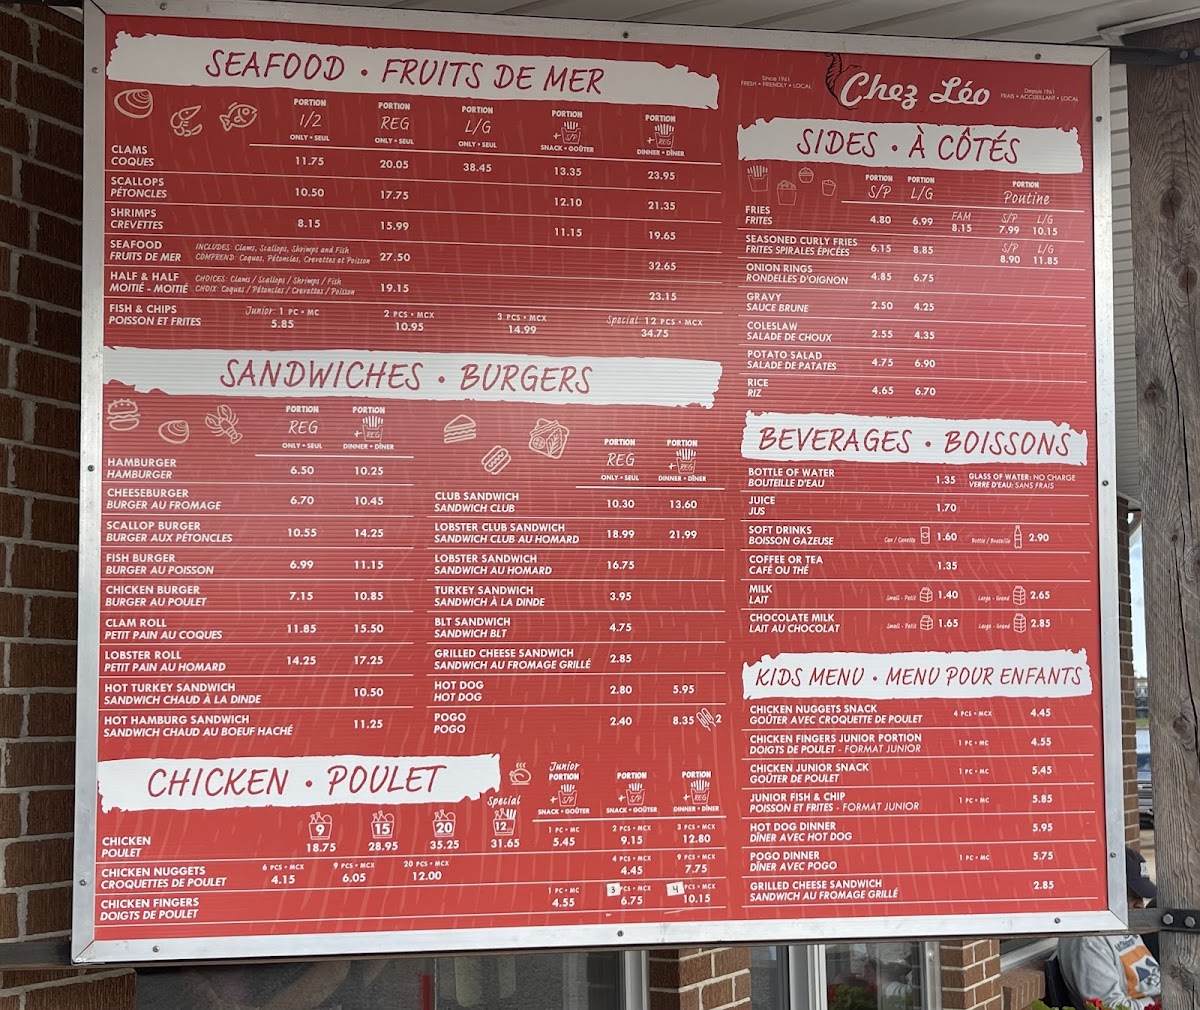 SEAFOOD • FRUITS DE MER
PORTION 1/2 ONLY • SEUL
PORTION REG ONLY • SEUL
PORTION L/G ONLY • SEUL
PORTION + S/P SNACK • GOÛTER
PORTION + REG DINNER • DÎNER
CLAMS 11.75 20.05 38.45 13.35 23.95
COQUES
SCALLOPS 10.50 17.75 12.10 21.35
PÉTONCLES
SHRIMPS 8.15 15.99 11.15 19.65
CREVETTES
SEAFOOD INCLUDES: Clams, Scallops, Shrimps and Fish 27.50 32.65
FRUITS DE MER COMPREND: Coques, Pétoncles, Crevettes et Poisson
HALF & HALF CHOICES: Clams / Scallops / Shrimps / Fish 19.15 23.15
MOITIÉ - MOITIÉ CHOIX: Coques / Pétoncles / Crevettes / Poisson
FISH & CHIPS Junior: 1 PC • MC 2 PCS • MCX 3 PCS • MCX Special: 12 PCS • MCX
POISSON ET FRITES 5.85 10.95 14.99 34.75
SANDWICHES • BURGERS
PORTION REG ONLY • SEUL
PORTION + REG DINNER • DÎNER
HAMBURGER 6.50 10.25
HAMBURGER
CHEESEBURGER 6.70 10.45
BURGER AU FROMAGE
SCALLOP BURGER 10.55 14.25
BURGER AUX PÉTONCLES
FISH BURGER 6.99 11.15
BURGER AU POISSON
CHICKEN BURGER 7.15 10.85
BURGER AU POULET
CLAM ROLL 11.85 15.50
PETIT PAIN AU COQUES
LOBSTER ROLL 14.25 17.25
PETIT PAIN AU HOMARD
HOT TURKEY SANDWICH 10.50
SANDWICH CHAUD À LA DINDE
HOT HAMBURG SANDWICH 11.25
SANDWICH CHAUD AU BOEUF HACHÉ
PORTION REG ONLY • SEUL
PORTION + REG DINNER • DÎNER
CLUB SANDWICH 10.30 13.60
SANDWICH CLUB
LOBSTER CLUB SANDWICH 18.99 21.99
SANDWICH CLUB AU HOMARD
LOBSTER SANDWICH 16.75
SANDWICH AU HOMARD
TURKEY SANDWICH 3.95
SANDWICH À LA DINDE
BLT SANDWICH 4.75
SANDWICH BLT
GRILLED CHEESE SANDWICH 2.85
SANDWICH AU FROMAGE GRILLÉ
HOT DOG 2.80 5.95
HOT DOG
POGO 2.40 8.35 2
POGO
CHICKEN • POULET
Special
Junior PORTION + S/P SNACK • GOÛTER
PORTION + S/P SNACK • GOÛTER
PORTION + REG DINNER • DÎNER
9 15 20 12 1 PC • MC 2 PCS • MCX 3 PCS • MCX
CHICKEN 18.75 28.95 35.25 31.65 5.45 9.15 12.80
POULET
6 PCS • MCX 9 PCS • MCX 20 PCS • MCX 4 PCS • MCX 9 PCS • MCX
CHICKEN NUGGETS 4.15 6.05 12.00 4.45 7.75
CROQUETTES DE POULET
1 PC • MC 3 PCS • MCX 4 PCS • MCX
CHICKEN FINGERS 4.55 6.75 10.15
DOIGTS DE POULET
Since 1961
FRESH • FRIENDLY • LOCAL
Chez Léo
Depuis 1961
FRAIS • ACCUEILLANT • LOCAL
SIDES • À CÔTÉS
PORTION S/P
PORTION L/G
PORTION Poutine
FRIES 4.80 6.99 FAM 8.15 S/P 7.99 L/G 10.15
FRITES
SEASONED CURLY FRIES 6.15 8.85 S/P 8.90 L/G 11.85
FRITES SPIRALES ÉPICÉES
ONION RINGS 4.85 6.75
RONDELLES D'OIGNON
GRAVY 2.50 4.25
SAUCE BRUNE
COLESLAW 2.55 4.35
SALADE DE CHOUX
POTATO SALAD 4.75 6.90
SALADE DE PATATES
RICE 4.65 6.70
RIZ
BEVERAGES • BOISSONS
BOTTLE OF WATER 1.35 GLASS OF WATER: NO CHARGE
BOUTEILLE D'EAU VERRE D'EAU: SANS FRAIS
JUICE 1.70
JUS
SOFT DRINKS Can / Canette 1.60 Bottle / Bouteille 2.90
BOISSON GAZEUSE
COFFEE OR TEA 1.35
CAFÉ OU THÉ
MILK Small - Petit 1.40 Large - Grand 2.65
LAIT
CHOCOLATE MILK Small - Petit 1.65 Large - Grand 2.85
LAIT AU CHOCOLAT
KIDS MENU • MENU POUR ENFANTS
CHICKEN NUGGETS SNACK 4 PCS • MCX 4.45
GOÛTER AVEC CROQUETTE DE POULET
CHICKEN FINGERS JUNIOR PORTION 1 PC • MC 4.55
DOIGTS DE POULET - FORMAT JUNIOR
CHICKEN JUNIOR SNACK 1 PC • MC 5.45
GOÛTER DE POULET
JUNIOR FISH & CHIP 1 PC • MC 5.85
POISSON ET FRITES - FORMAT JUNIOR
HOT DOG DINNER 5.95
DÎNER AVEC HOT DOG
POGO DINNER 1 PC • MC 5.75
DÎNER AVEC POGO
GRILLED CHEESE SANDWICH 2.85
SANDWICH AU FROMAGE GRILLÉ